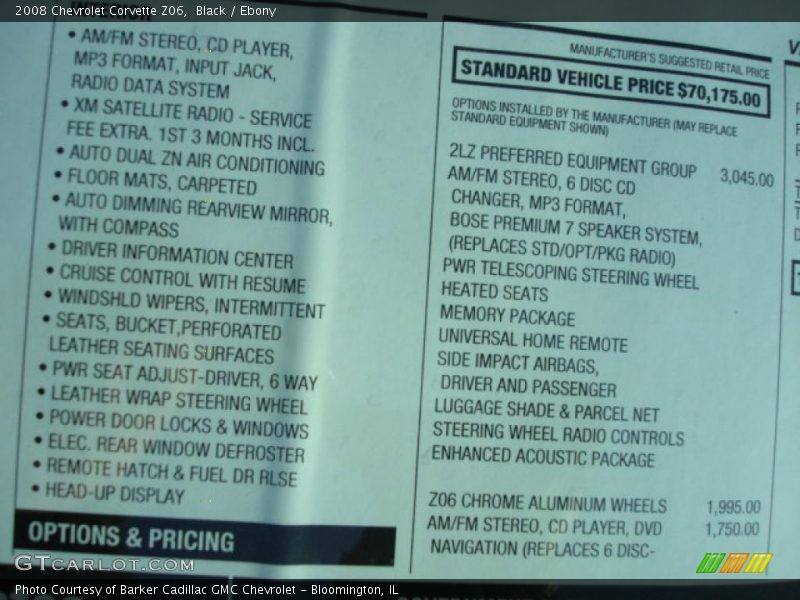 2008 Chevrolet Corvette Z06, Black / Ebony
• AM/FM STEREO, CD PLAYER,
MP3 FORMAT, INPUT JACK,
RADIO DATA SYSTEM
• XM SATELLITE RADIO - SERVICE
FEE EXTRA. 1ST 3 MONTHS INCL.
• AUTO DUAL ZN AIR CONDITIONING
• FLOOR MATS, CARPETED
• AUTO DIMMING REARVIEW MIRROR,
WITH COMPASS
• DRIVER INFORMATION CENTER
• CRUISE CONTROL WITH RESUME
• WINDSHLD WIPERS, INTERMITTENT
• SEATS, BUCKET,PERFORATED
LEATHER SEATING SURFACES
• PWR SEAT ADJUST-DRIVER, 6 WAY
• LEATHER WRAP STEERING WHEEL
• POWER DOOR LOCKS & WINDOWS
• ELEC. REAR WINDOW DEFROSTER
• REMOTE HATCH & FUEL DR RLSE
• HEAD-UP DISPLAY
OPTIONS & PRICING
MANUFACTURER'S SUGGESTED RETAIL PRICE
STANDARD VEHICLE PRICE $70,175.00
OPTIONS INSTALLED BY THE MANUFACTURER (MAY REPLACE
STANDARD EQUIPMENT SHOWN)
2LZ PREFERRED EQUIPMENT GROUP 3,045.00
AM/FM STEREO, 6 DISC CD
CHANGER, MP3 FORMAT,
BOSE PREMIUM 7 SPEAKER SYSTEM,
(REPLACES STD/OPT/PKG RADIO)
PWR TELESCOPING STEERING WHEEL
HEATED SEATS
MEMORY PACKAGE
UNIVERSAL HOME REMOTE
SIDE IMPACT AIRBAGS,
DRIVER AND PASSENGER
LUGGAGE SHADE & PARCEL NET
STEERING WHEEL RADIO CONTROLS
ENHANCED ACOUSTIC PACKAGE
Z06 CHROME ALUMINUM WHEELS 1,995.00
AM/FM STEREO, CD PLAYER, DVD 1,750.00
NAVIGATION (REPLACES 6 DISC-
GTCarLot.com
Photo Courtesy of Barker Cadillac GMC Chevrolet - Bloomington, IL